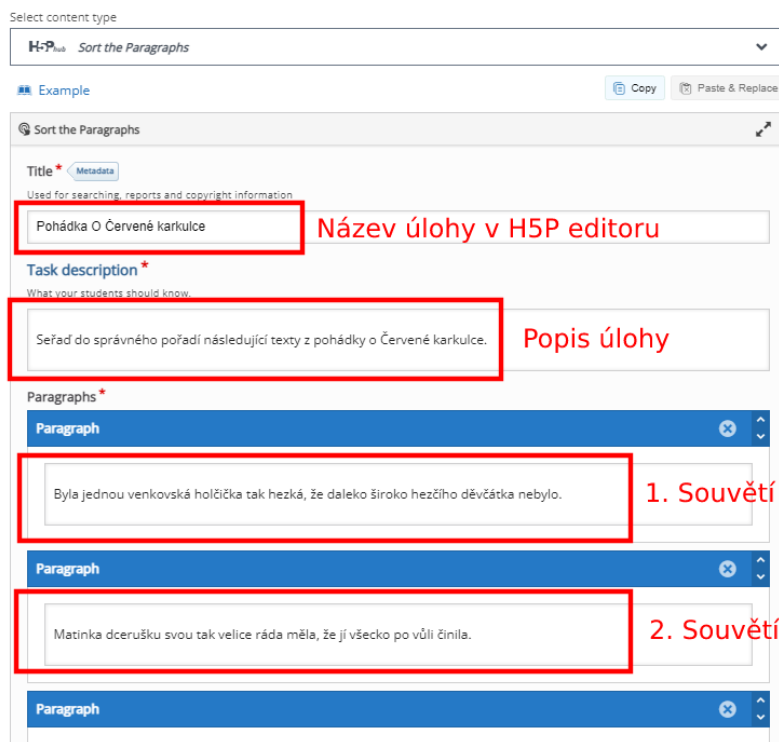 Select content type
H5Phub Sort the Paragraphs
Example
Copy
Paste & Replace
Sort the Paragraphs
Title * Metadata
Used for searching, reports and copyright information
Pohádka O Červené karkulce
Název úlohy v H5P editoru
Task description *
What your students should know.
Seřaď do správného pořadí následující texty z pohádky o Červené karkulce.
Popis úlohy
Paragraphs *
Paragraph
Byla jednou venkovská holčička tak hezká, že daleko široko hezčího děvčátka nebylo.
1. Souvětí
Paragraph
Matinka dcerušku svou tak velice ráda měla, že jí všecko po vůli činila.
2. Souvětí
Paragraph